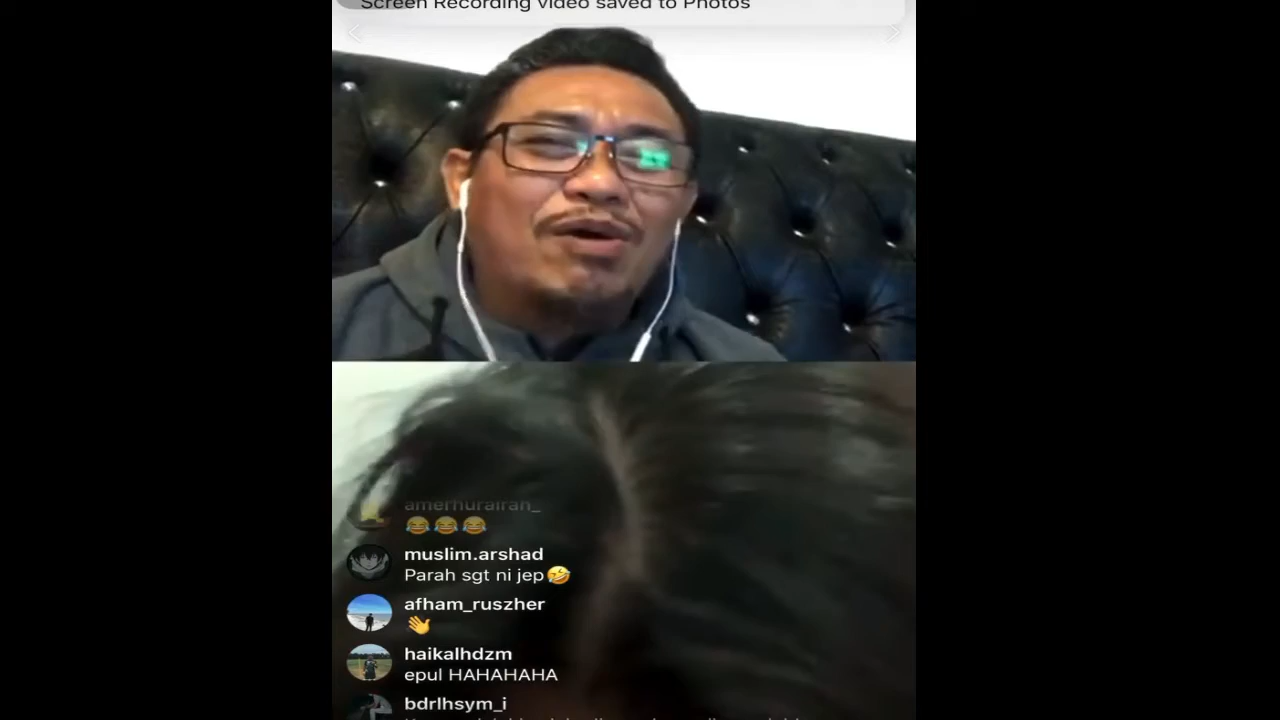 Screen Recording video saved to Photos
amerhurairah_
😂😂😂
muslim.arshad
Parah sgt ni jep🤣
afham_ruszher
👋
haikalhdzm
epul HAHAHAHA
bdrlhsym_i